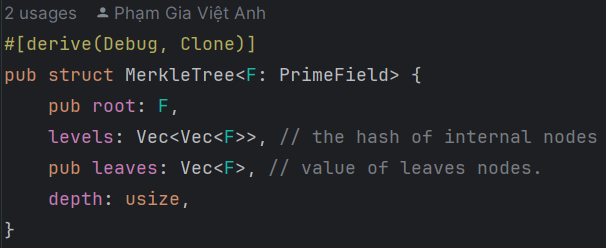 2 usages Phạm Gia Việt Anh
#[derive(Debug, Clone)]
pub struct MerkleTree<F: PrimeField> {
    pub root: F,
    levels: Vec<Vec<F>>, // the hash of internal nodes
    pub leaves: Vec<F>, // value of leaves nodes.
    depth: usize,
}